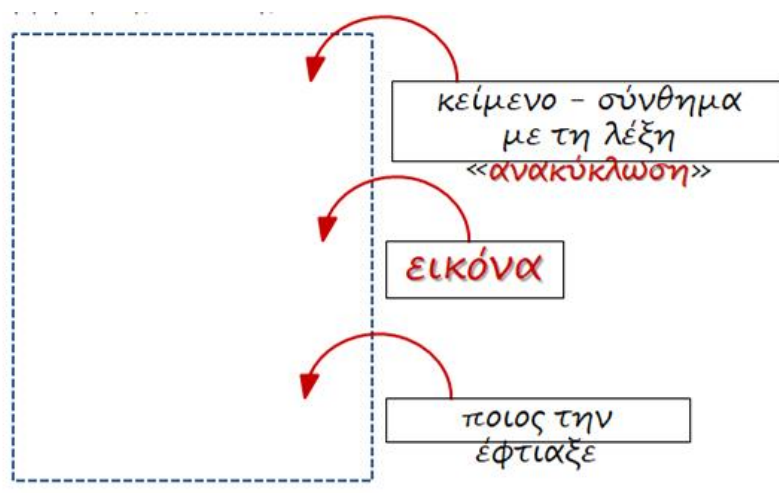 κείμενο – σύνθημα
με τη λέξη
«ανακύκλωση»
εικόνα
ποιος την
έφτιαξε